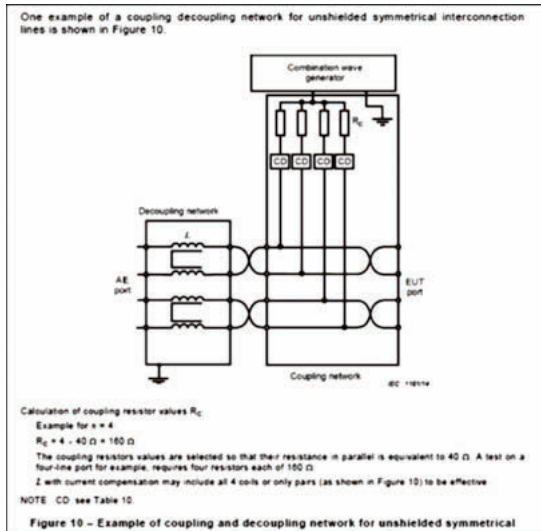 One example of a coupling decoupling network for unshielded symmetrical interconnection
lines is shown in Figure 10.
Combination wave
generator
R_C
CD CD CD CD
Decoupling network
L
AE
port
EUT
port
Coupling network
IEC
Calculation of coupling resistor values R_C
Example for n = 4
R_C = 4 · 40 Ω = 160 Ω
The coupling resistors values are selected so that their resistance in parallel is equivalent to 40 Ω. A test on a
four-line port for example, requires four resistors each of 160 Ω.
L with current compensation may include all 4 coils or only pairs (as shown in Figure 10) to be effective
NOTE CD see Table 10.
Figure 10 – Example of coupling and decoupling network for unshielded symmetrical